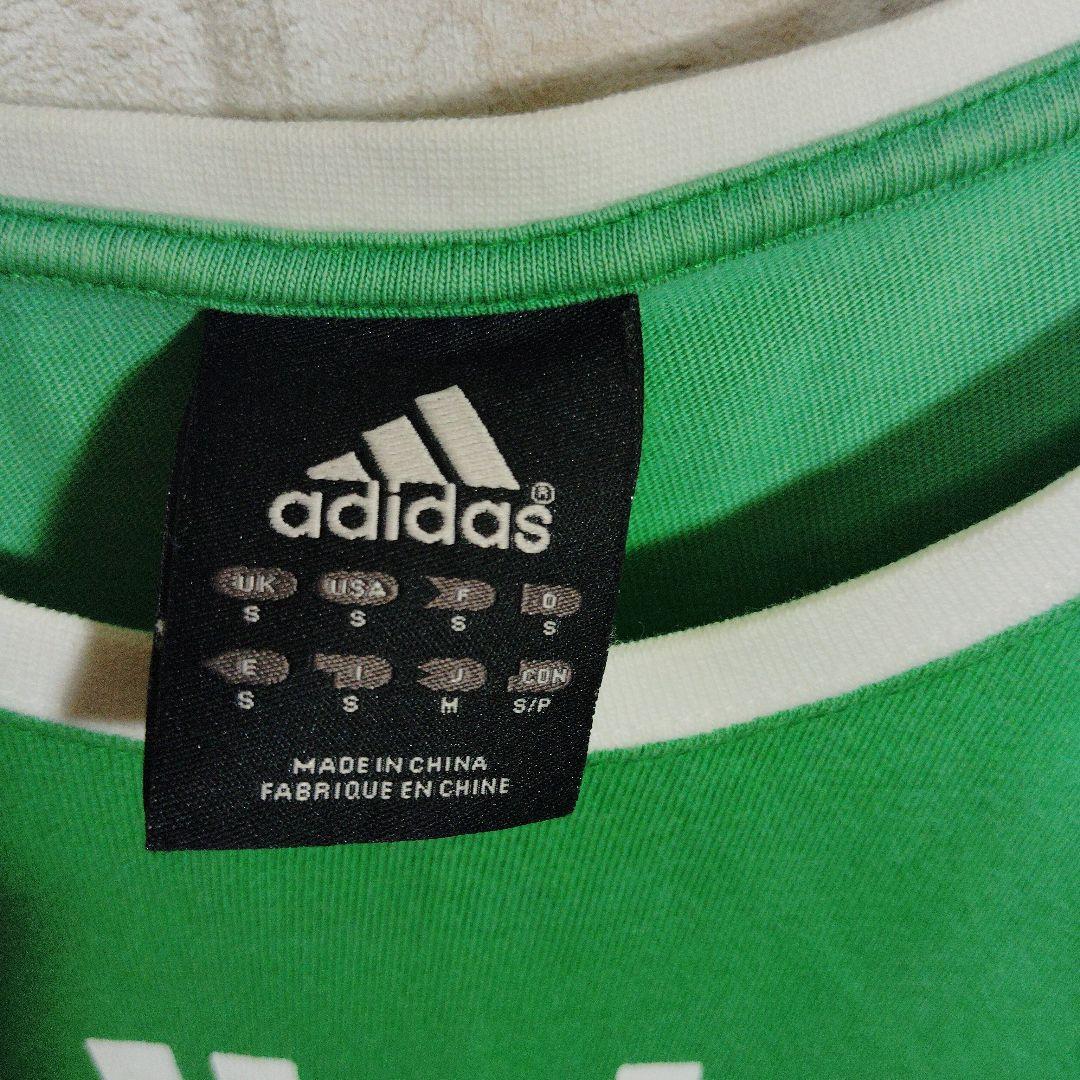 adidas®
UK USA F D
S S S S
E I J CDN
S S M S/P
MADE IN CHINA
FABRIQUE EN CHINE